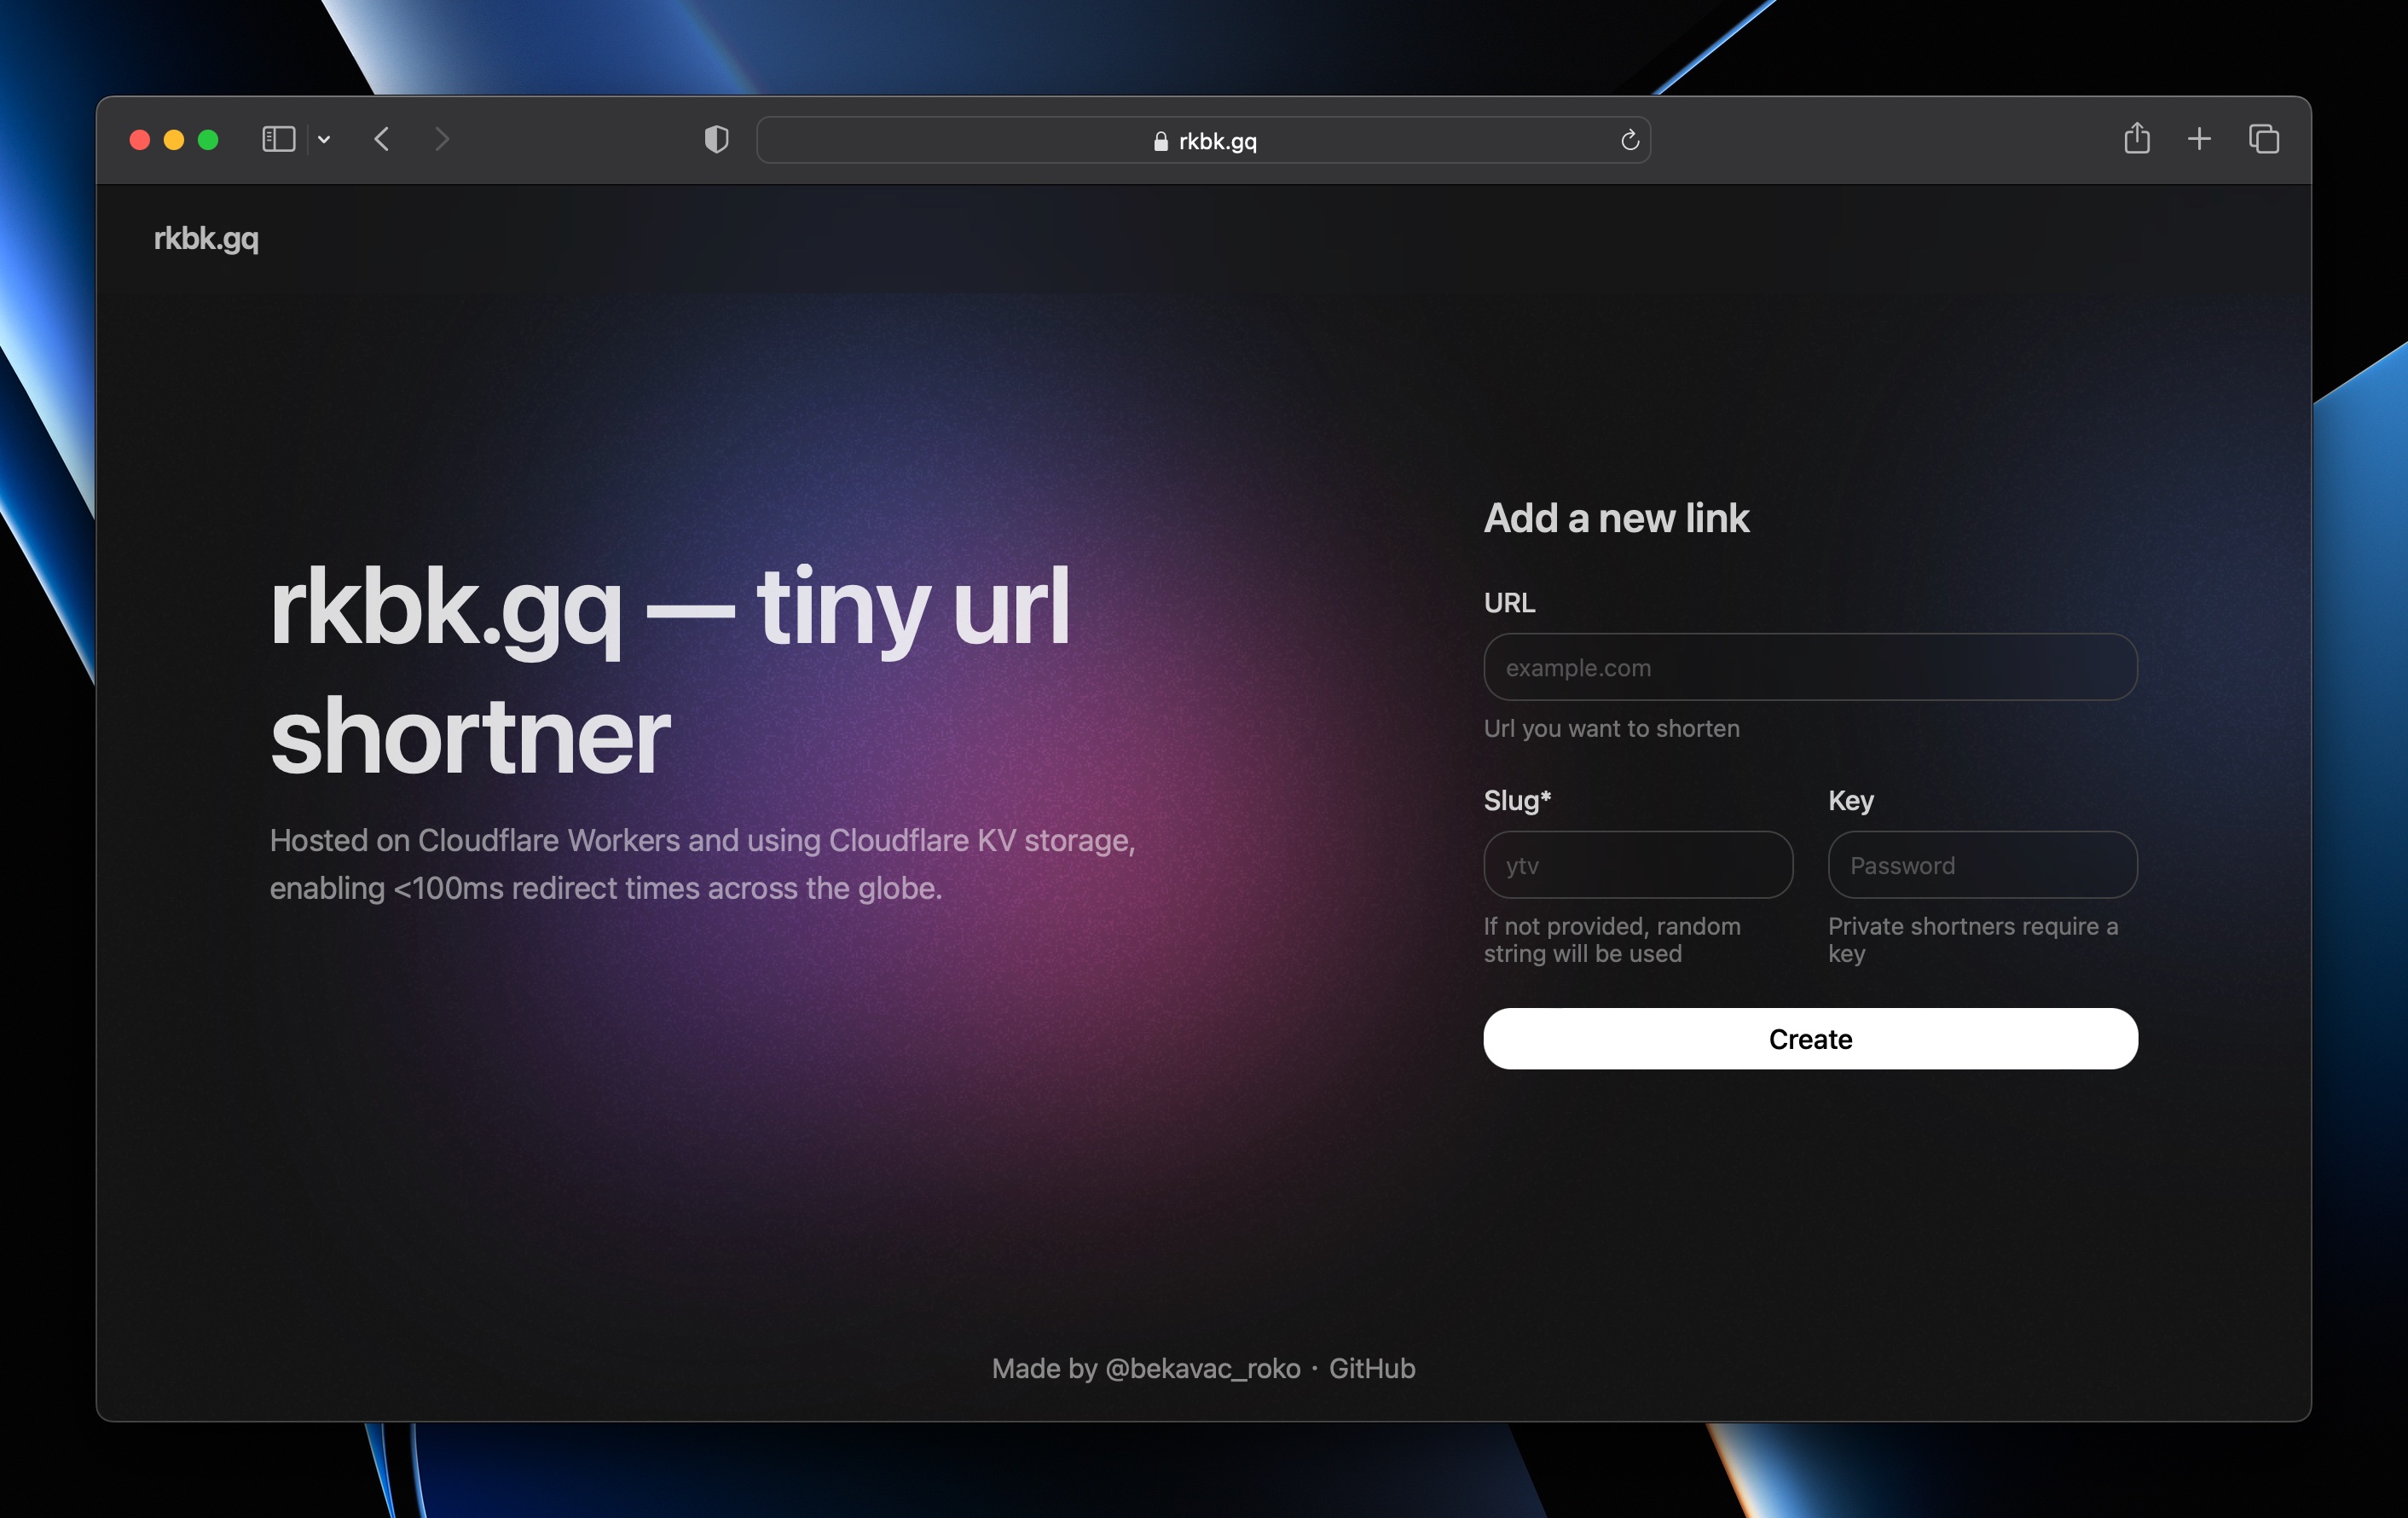 rkbk.gq
rkbk.gq
rkbk.gq — tiny url
shortner
Hosted on Cloudflare Workers and using Cloudflare KV storage,
enabling <100ms redirect times across the globe.
Add a new link
URL
example.com
Url you want to shorten
Slug*
ytv
If not provided, random
string will be used
Key
Password
Private shortners require a
key
Create
Made by @bekavac_roko · GitHub